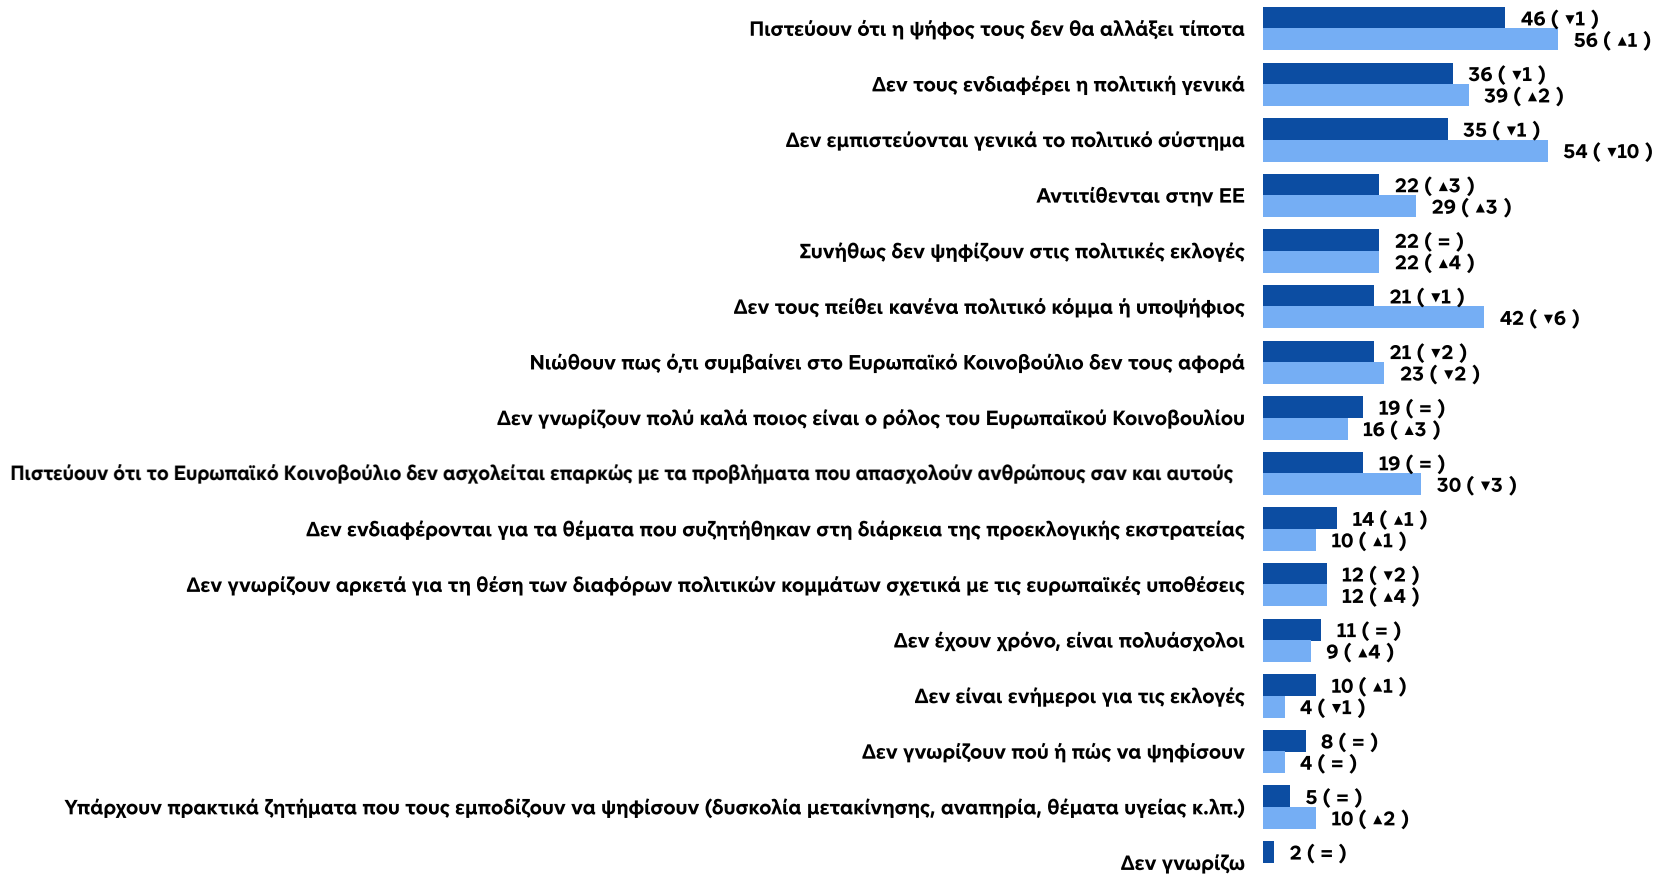 Πιστεύουν ότι η ψήφος τους δεν θα αλλάξει τίποτα
46 ( ▾1 )
56 ( ▴1 )
Δεν τους ενδιαφέρει η πολιτική γενικά
36 ( ▾1 )
39 ( ▴2 )
Δεν εμπιστεύονται γενικά το πολιτικό σύστημα
35 ( ▾1 )
54 ( ▾10 )
Αντιτίθενται στην ΕΕ
22 ( ▴3 )
29 ( ▴3 )
Συνήθως δεν ψηφίζουν στις πολιτικές εκλογές
22 ( = )
22 ( ▴4 )
Δεν τους πείθει κανένα πολιτικό κόμμα ή υποψήφιος
21 ( ▾1 )
42 ( ▾6 )
Νιώθουν πως ό,τι συμβαίνει στο Ευρωπαϊκό Κοινοβούλιο δεν τους αφορά
21 ( ▾2 )
23 ( ▾2 )
Δεν γνωρίζουν πολύ καλά ποιος είναι ο ρόλος του Ευρωπαϊκού Κοινοβουλίου
19 ( = )
16 ( ▴3 )
Πιστεύουν ότι το Ευρωπαϊκό Κοινοβούλιο δεν ασχολείται επαρκώς με τα προβλήματα που απασχολούν ανθρώπους σαν και αυτούς
19 ( = )
30 ( ▾3 )
Δεν ενδιαφέρονται για τα θέματα που συζητήθηκαν στη διάρκεια της προεκλογικής εκστρατείας
14 ( ▴1 )
10 ( ▴1 )
Δεν γνωρίζουν αρκετά για τη θέση των διαφόρων πολιτικών κομμάτων σχετικά με τις ευρωπαϊκές υποθέσεις
12 ( ▾2 )
12 ( ▴4 )
Δεν έχουν χρόνο, είναι πολυάσχολοι
11 ( = )
9 ( ▴4 )
Δεν είναι ενήμεροι για τις εκλογές
10 ( ▴1 )
4 ( ▾1 )
Δεν γνωρίζουν πού ή πώς να ψηφίσουν
8 ( = )
4 ( = )
Υπάρχουν πρακτικά ζητήματα που τους εμποδίζουν να ψηφίσουν (δυσκολία μετακίνησης, αναπηρία, θέματα υγείας κ.λπ.)
5 ( = )
10 ( ▴2 )
Δεν γνωρίζω
2 ( = )